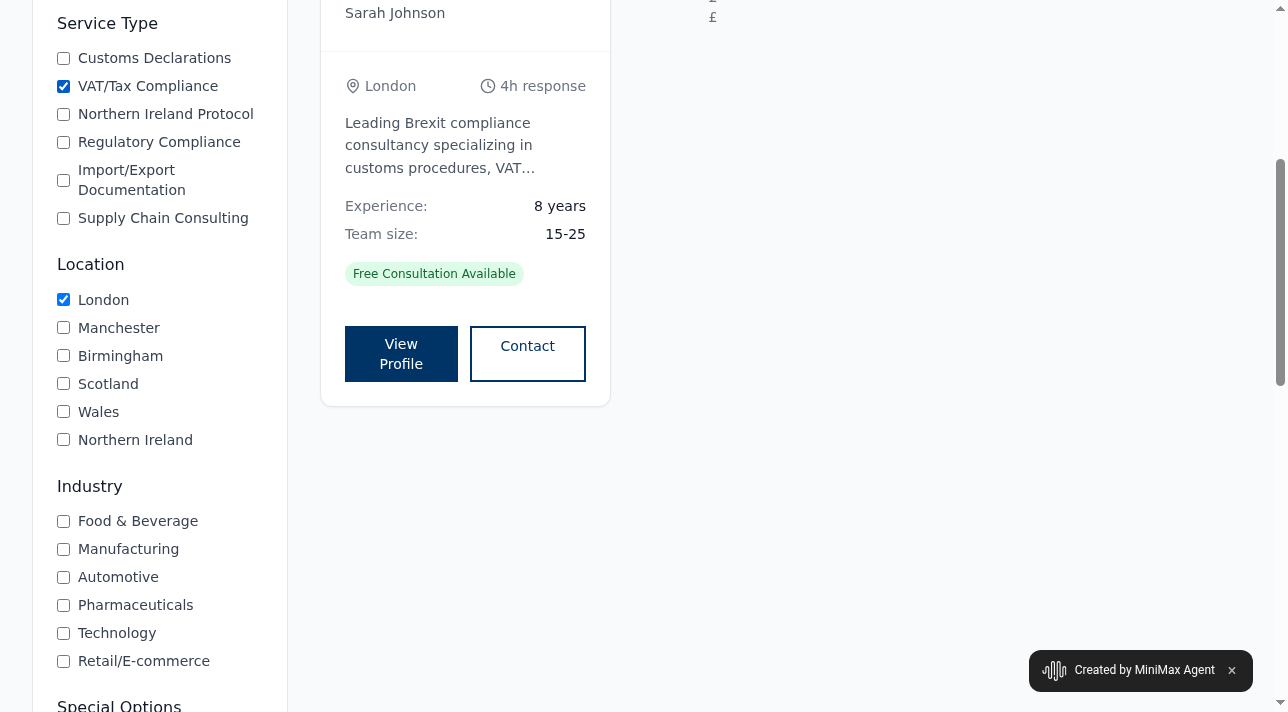 Service Type
Customs Declarations
VAT/Tax Compliance
Northern Ireland Protocol
Regulatory Compliance
Import/Export
Documentation
Supply Chain Consulting
Location
London
Manchester
Birmingham
Scotland
Wales
Northern Ireland
Industry
Food & Beverage
Manufacturing
Automotive
Pharmaceuticals
Technology
Retail/E-commerce
Special Options
Sarah Johnson
London
4h response
Leading Brexit compliance
consultancy specializing in
customs procedures, VAT…
Experience: 8 years
Team size: 15-25
Free Consultation Available
View
Profile
Contact
£
Created by MiniMax Agent ×